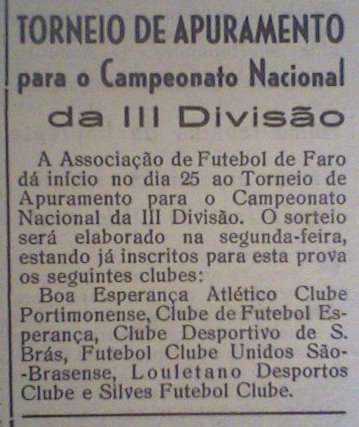 TORNEIO DE APURAMENTO
para o Campeonato Nacional
da III Divisão
A Associação de Futebol de Faro
dá início no dia 25 ao Torneio de
Apuramento para o Campeonato
Nacional da III Divisão. O sorteio
será elaborado na segunda-feira,
estando já inscritos para esta prova
os seguintes clubes:
Boa Esperança Atlético Clube
Portimonense, Clube de Futebol Es-
perança, Clube Desportivo de S.
Brás, Futebol Clube Unidos São-
-Brasense, Louletano Desportos
Clube e Silves Futebol Clube.